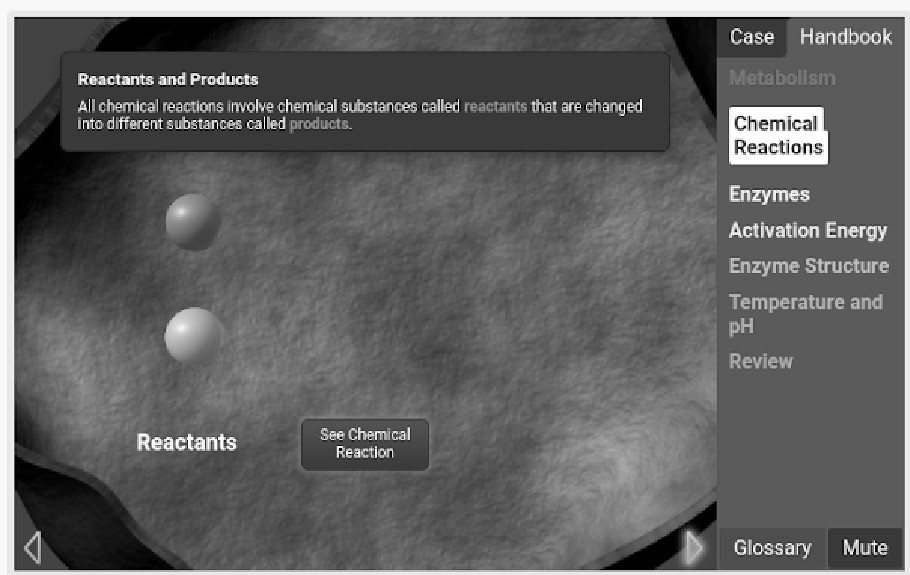 Case
Handbook
Metabolism
Reactants and Products
All chemical reactions involve chemical substances called reactants that are changed
into different substances called products.
Chemical
Reactions
Enzymes
Activation Energy
Enzyme Structure
Temperature and
pH
Review
Reactants
See Chemical
Reaction
Glossary
Mute